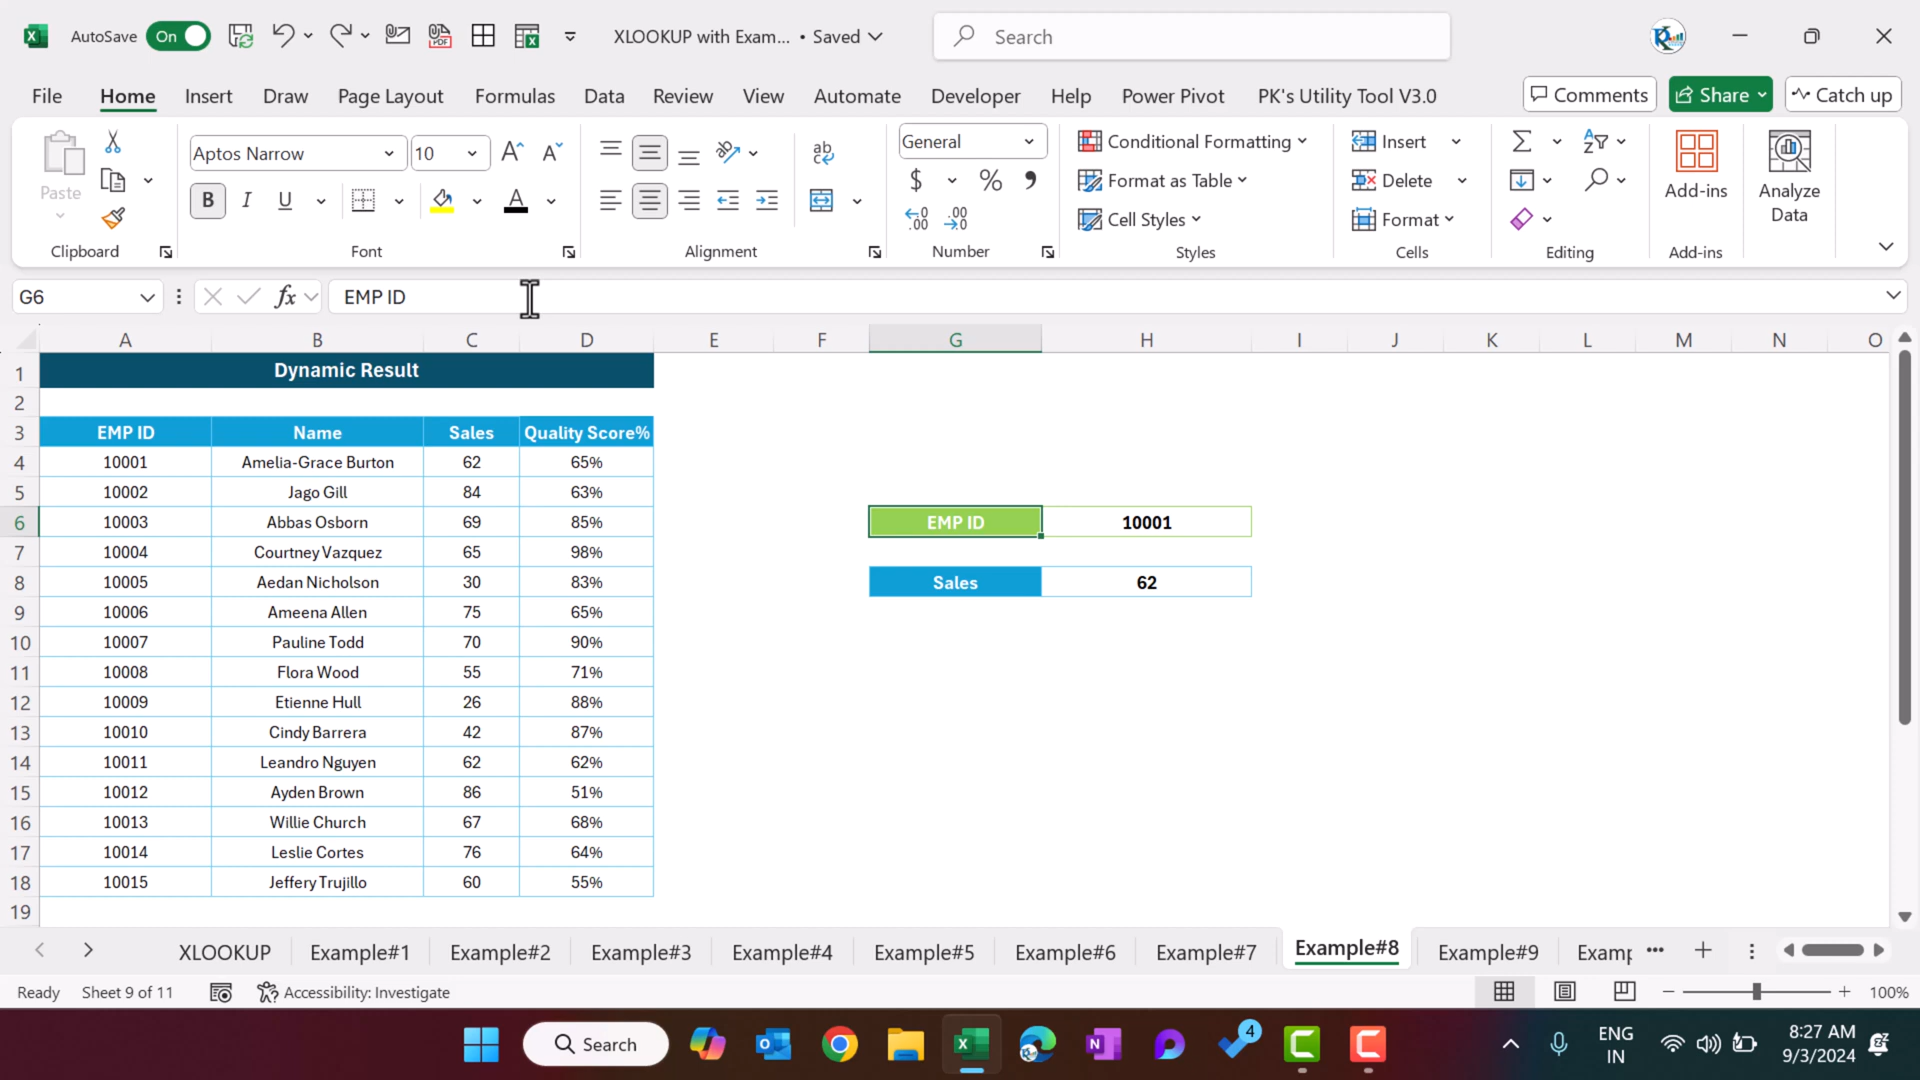 AutoSave On XLOOKUP with Exam... • Saved Search
File Home Insert Draw Page Layout Formulas Data Review View Automate Developer Help Power Pivot PK's Utility Tool V3.0 Comments Share Catch up
Paste
Clipboard
Aptos Narrow 10
B I U A
Font
ab
Alignment
General
$ % 9
Number
Conditional Formatting
Format as Table
Cell Styles
Styles
Insert
Delete
Format
Cells
Editing
Add-ins
Add-ins
Analyze Data
G6 fx EMP ID
A B C D E F G H I J K L M N O
1 Dynamic Result
2
3 EMP ID Name Sales Quality Score%
4 10001 Amelia-Grace Burton 62 65%
5 10002 Jago Gill 84 63%
6 10003 Abbas Osborn 69 85% EMP ID 10001
7 10004 Courtney Vazquez 65 98%
8 10005 Aedan Nicholson 30 83% Sales 62
9 10006 Ameena Allen 75 65%
10 10007 Pauline Todd 70 90%
11 10008 Flora Wood 55 71%
12 10009 Etienne Hull 26 88%
13 10010 Cindy Barrera 42 87%
14 10011 Leandro Nguyen 62 62%
15 10012 Ayden Brown 86 51%
16 10013 Willie Church 67 68%
17 10014 Leslie Cortes 76 64%
18 10015 Jeffery Trujillo 60 55%
19
XLOOKUP Example#1 Example#2 Example#3 Example#4 Example#5 Example#6 Example#7 Example#8 Example#9 Examp
Ready Sheet 9 of 11 Accessibility: Investigate 100%
Search 4 ENG IN 8:27 AM 9/3/2024